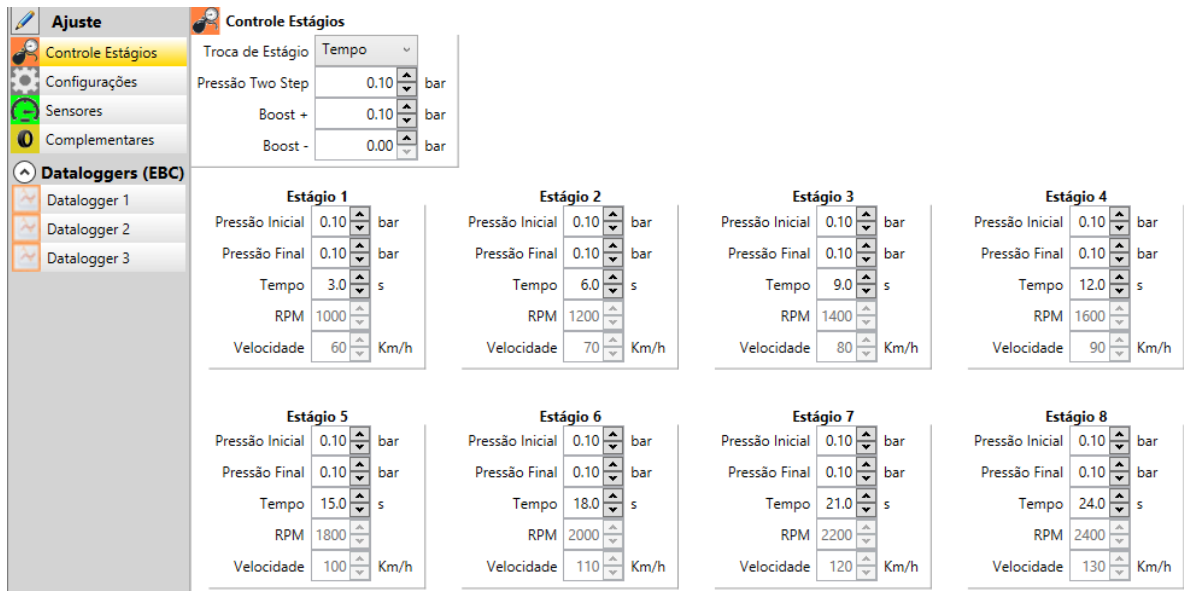 Ajuste
Controle Estágios
Configurações
Sensores
Complementares
Dataloggers (EBC)
Datalogger 1
Datalogger 2
Datalogger 3
Controle Estágios
Troca de Estágio Tempo
Pressão Two Step 0.10 bar
Boost + 0.10 bar
Boost - 0.00 bar
Estágio 1
Pressão Inicial 0.10 bar
Pressão Final 0.10 bar
Tempo 3.0 s
RPM 1000
Velocidade 60 Km/h
Estágio 2
Pressão Inicial 0.10 bar
Pressão Final 0.10 bar
Tempo 6.0 s
RPM 1200
Velocidade 70 Km/h
Estágio 3
Pressão Inicial 0.10 bar
Pressão Final 0.10 bar
Tempo 9.0 s
RPM 1400
Velocidade 80 Km/h
Estágio 4
Pressão Inicial 0.10 bar
Pressão Final 0.10 bar
Tempo 12.0 s
RPM 1600
Velocidade 90 Km/h
Estágio 5
Pressão Inicial 0.10 bar
Pressão Final 0.10 bar
Tempo 15.0 s
RPM 1800
Velocidade 100 Km/h
Estágio 6
Pressão Inicial 0.10 bar
Pressão Final 0.10 bar
Tempo 18.0 s
RPM 2000
Velocidade 110 Km/h
Estágio 7
Pressão Inicial 0.10 bar
Pressão Final 0.10 bar
Tempo 21.0 s
RPM 2200
Velocidade 120 Km/h
Estágio 8
Pressão Inicial 0.10 bar
Pressão Final 0.10 bar
Tempo 24.0 s
RPM 2400
Velocidade 130 Km/h